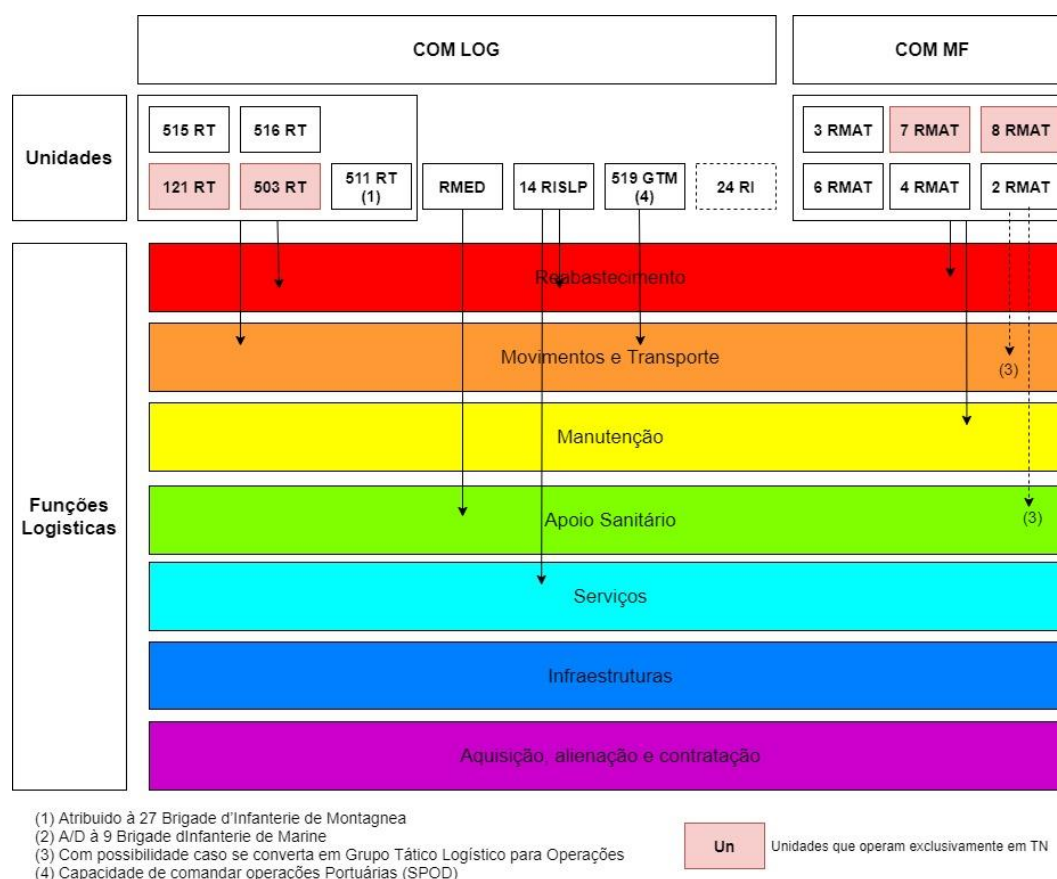 COM LOG
COM MF
Unidades
515 RT
516 RT
3 RMAT
7 RMAT
8 RMAT
121 RT
503 RT
511 RT
(1)
RMED
14 RISLP
519 GTM
(4)
24 RI
6 RMAT
4 RMAT
2 RMAT
Funções
Logisticas
Reabastecimento
Movimentos e Transporte
(3)
Manutenção
Apoio Sanitário
(3)
Serviços
Infraestruturas
Aquisição, alienação e contratação
(1) Atribuido à 27 Brigade d'Infanterie de Montagnea
(2) A/D à 9 Brigade dInfanterie de Marine
(3) Com possibilidade caso se converta em Grupo Tático Logístico para Operações
(4) Capacidade de comandar operações Portuárias (SPOD)
Un
Unidades que operam exclusivamente em TN